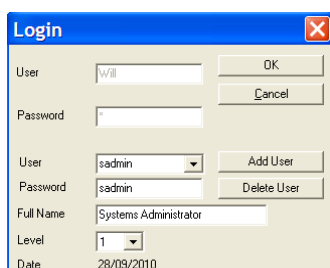 Login
User Will OK
Cancel
Password *
User sadmin Add User
Password sadmin Delete User
Full Name Systems Administrator
Level 1
Date 28/09/2010